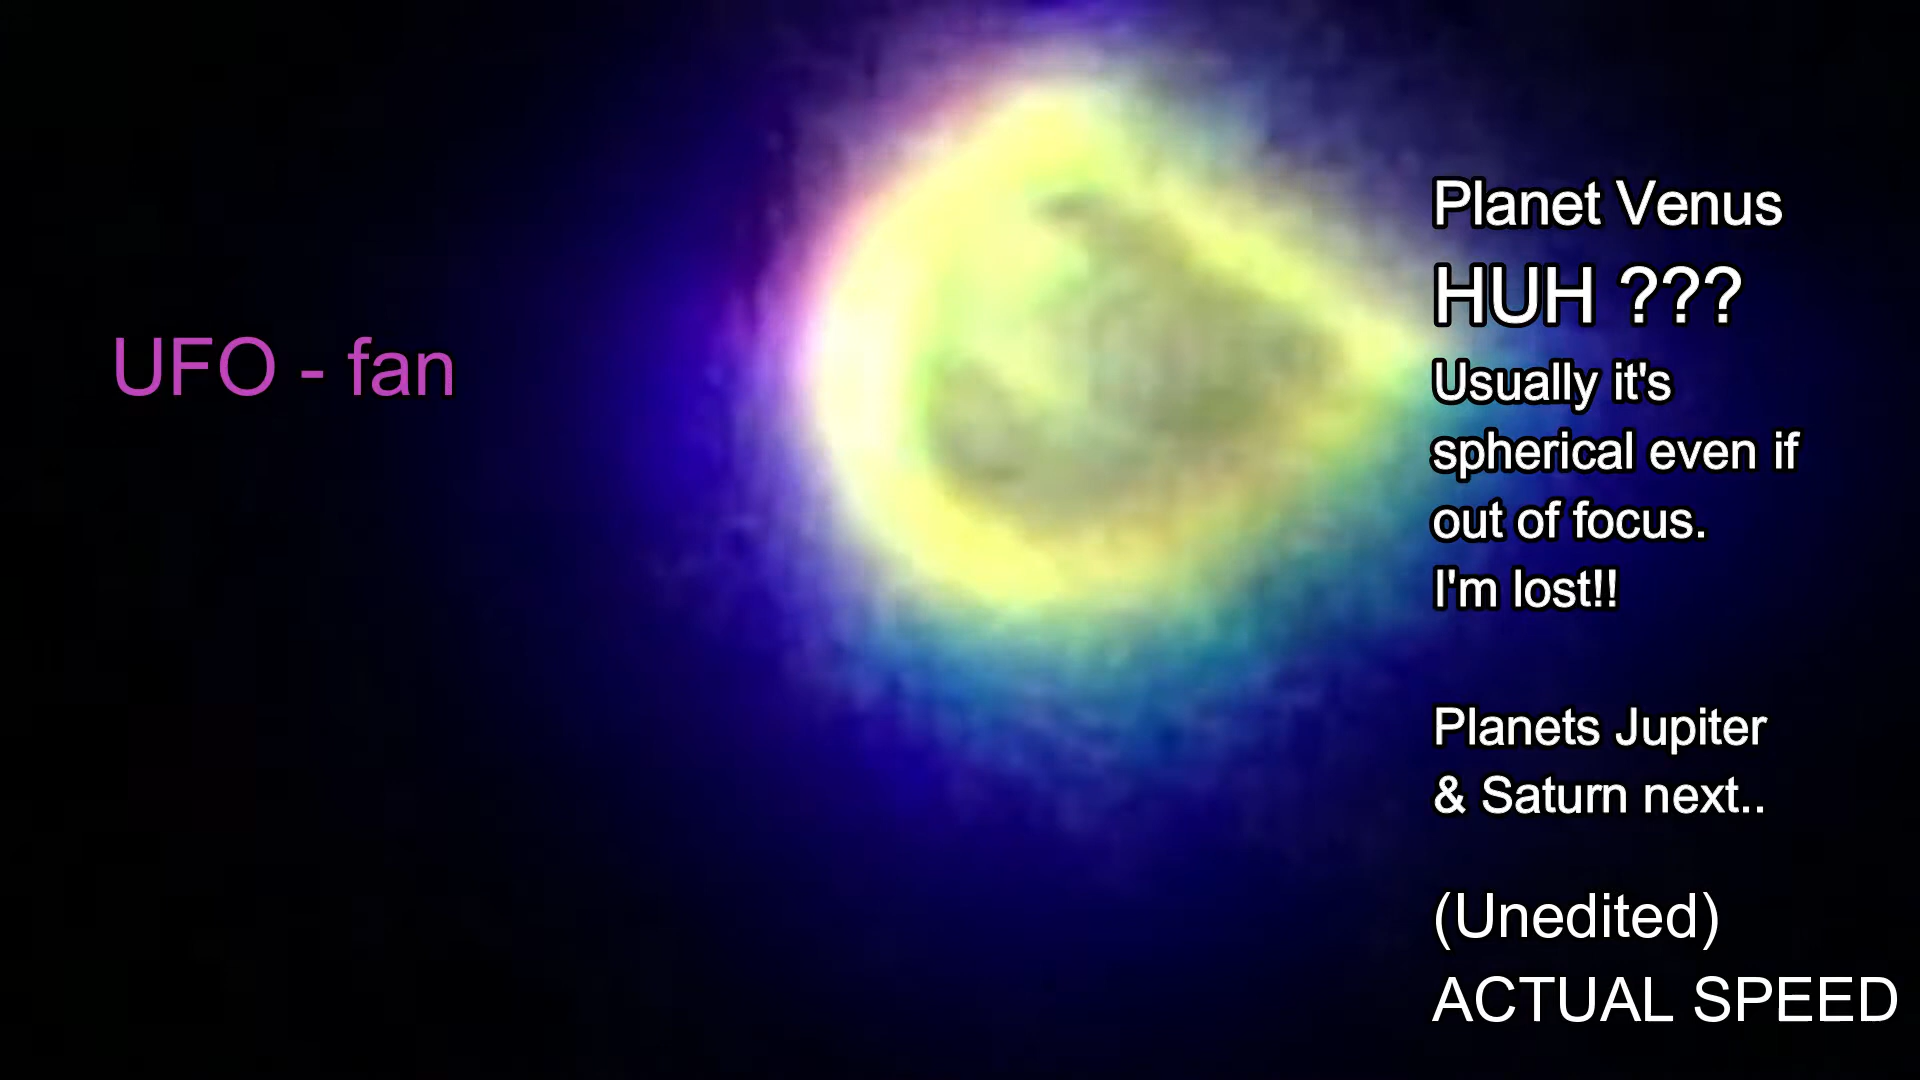 UFO - fan
Planet Venus
HUH ???
Usually it's
spherical even if
out of focus.
I'm lost!!
Planets Jupiter
& Saturn next..
(Unedited)
ACTUAL SPEED